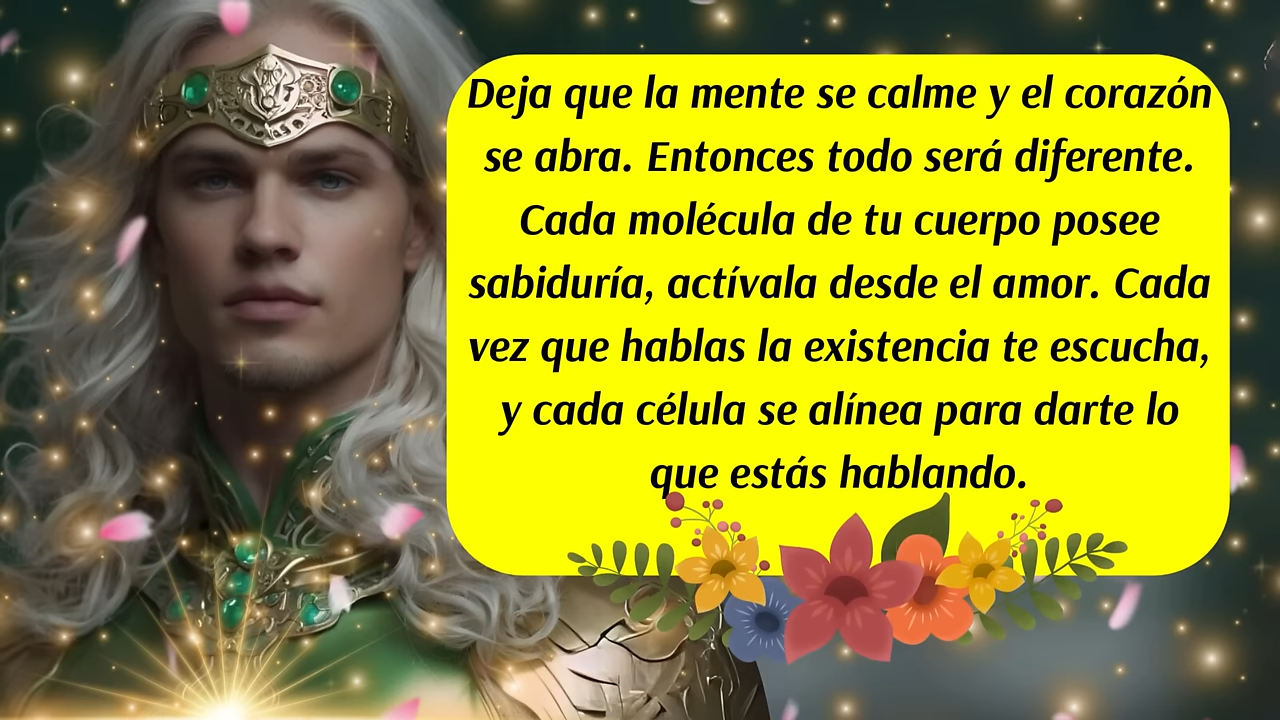 Deja que la mente se calme y el corazón
se abra. Entonces todo será diferente.
Cada molécula de tu cuerpo posee
sabiduría, actívala desde el amor. Cada
vez que hablas la existencia te escucha,
y cada célula se alínea para darte lo
que estás hablando.